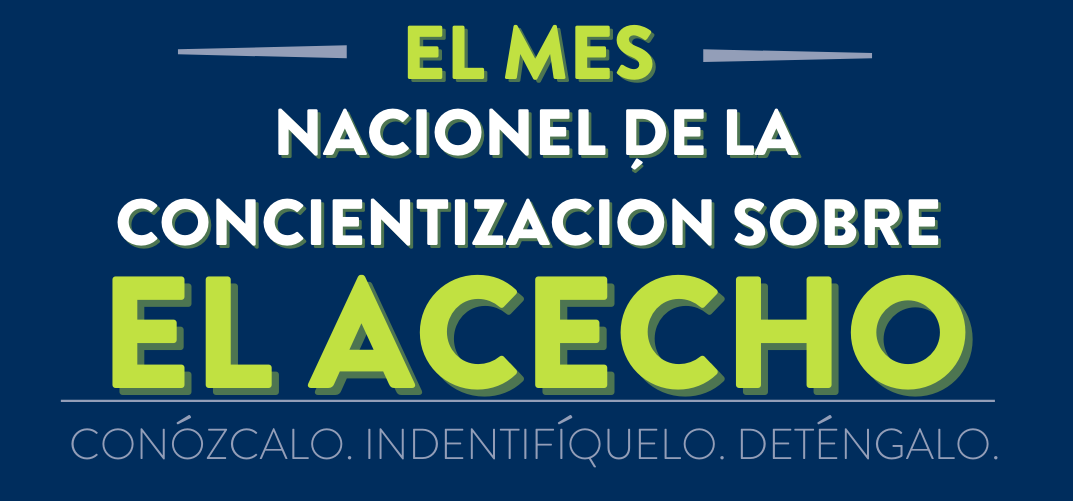 EL MES
NACIONEL DE LA
CONCIENTIZACION SOBRE
EL ACECHO
CONÓZCALO. INDENTIFÍQUELO. DETÉNGALO.